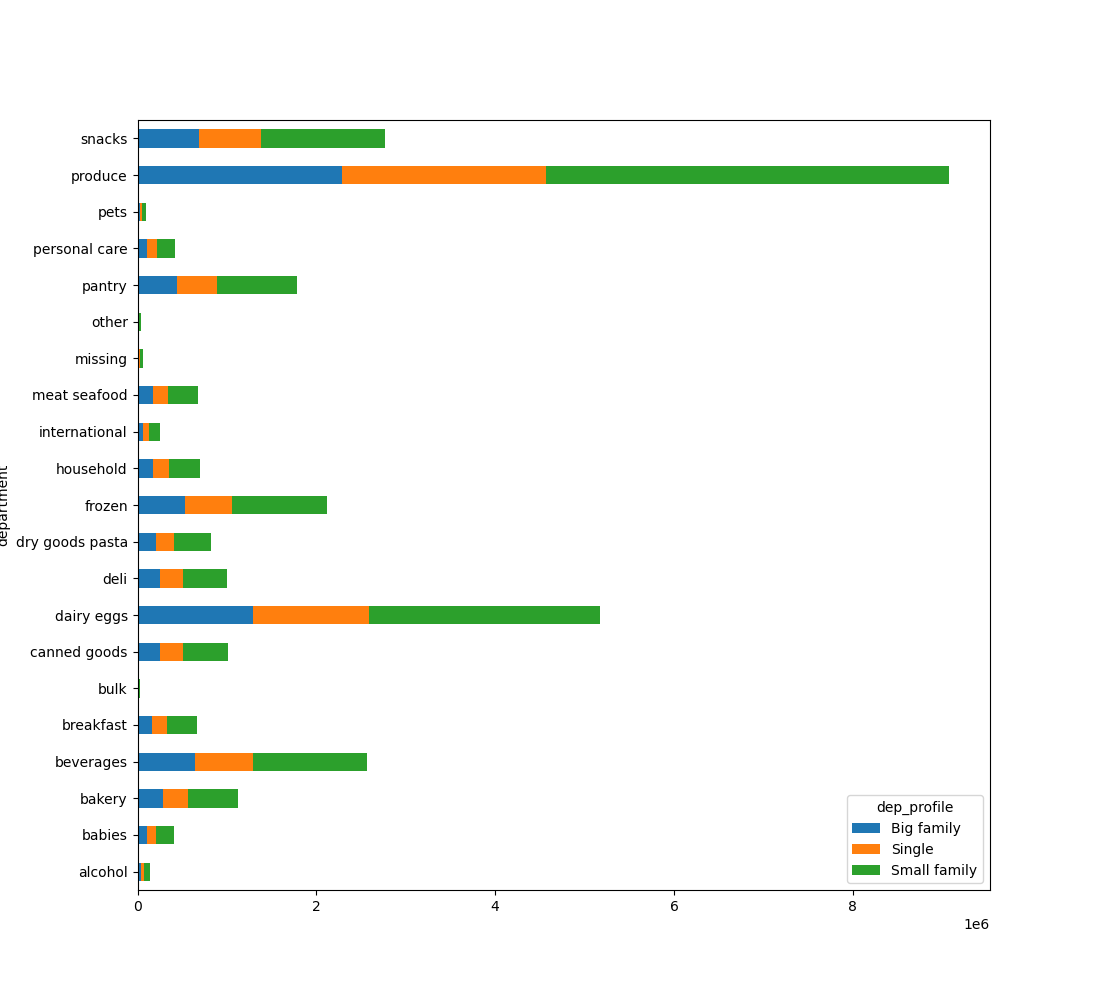 snacks
produce
pets
personal care
pantry
other
missing
meat seafood
international
household
frozen
dry goods pasta
deli
dairy eggs
canned goods
bulk
breakfast
beverages
bakery
babies
alcohol
department
dep_profile
Big family
Single
Small family
0 2 4 6 8
1e6